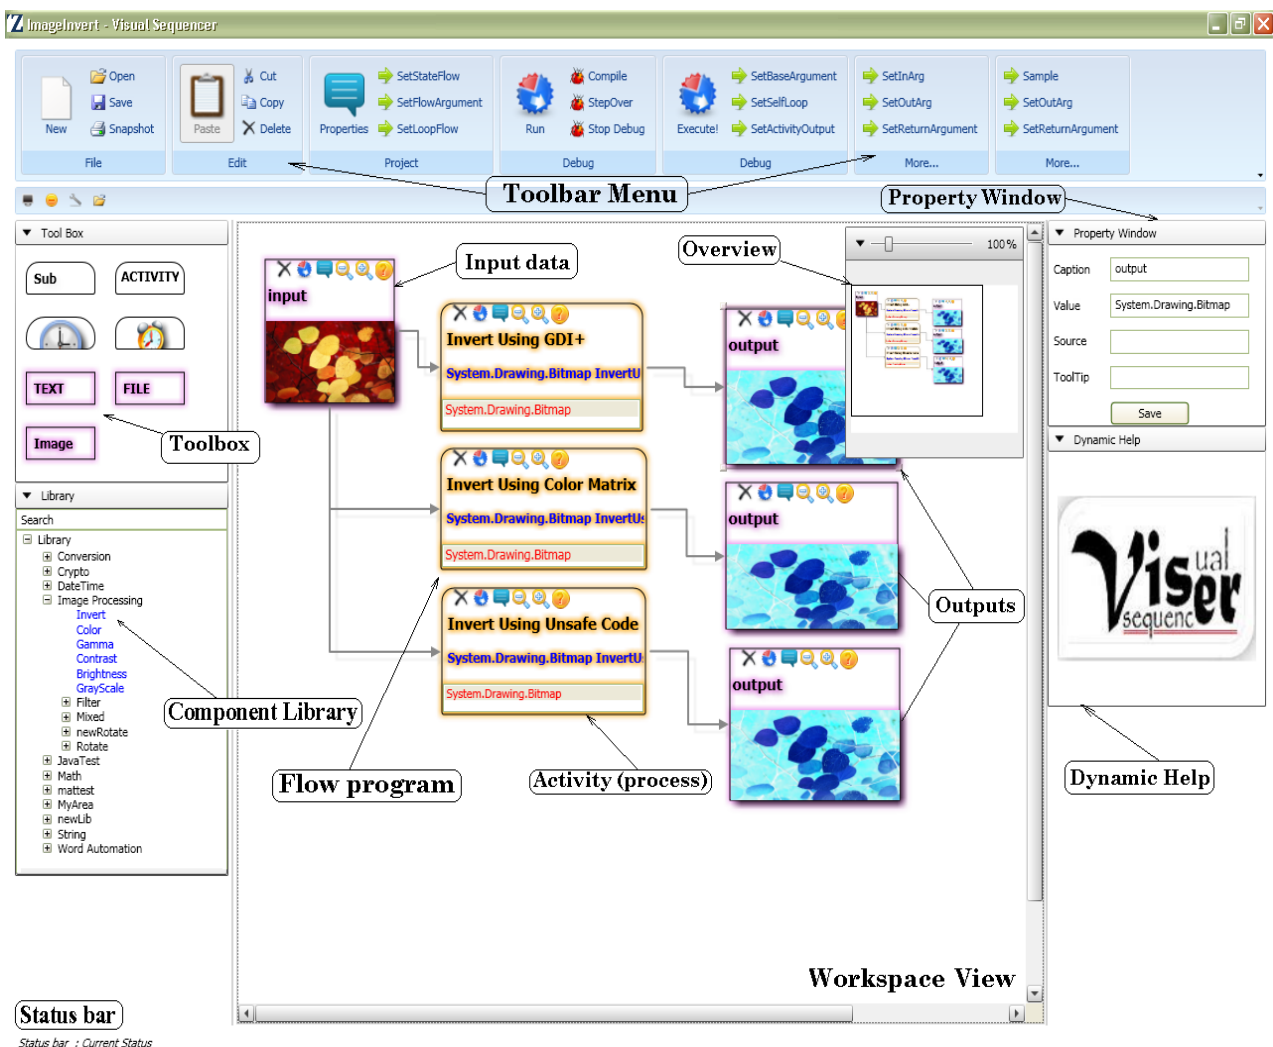 ImageInvert - Visual Sequencer
New
Open
Save
Snapshot
File
Paste
Cut
Copy
Delete
Edit
Properties
SetStateFlow
SetFlowArgument
SetLoopFlow
Project
Run
Compile
StepOver
Stop Debug
Debug
Execute!
SetBaseArgument
SetSelfLoop
SetActivityOutput
Debug
SetInArg
SetOutArg
SetReturnArgument
More...
Sample
SetOutArg
SetReturnArgument
More...
Toolbar Menu
Property Window
Tool Box
Sub
ACTIVITY
TEXT
FILE
Image
Toolbox
Library
Search
Library
Conversion
Crypto
DateTime
Image Processing
Invert
Color
Gamma
Contrast
Brightness
GrayScale
Filter
Mixed
newRotate
Rotate
JavaTest
Math
mattest
MyArea
newLib
String
Word Automation
Component Library
input
Input data
Invert Using GDI+
System.Drawing.Bitmap InvertU
System.Drawing.Bitmap
Invert Using Color Matrix
System.Drawing.Bitmap InvertUs
System.Drawing.Bitmap
Invert Using Unsafe Code
System.Drawing.Bitmap InvertU
System.Drawing.Bitmap
Flow program
Activity (process)
output
output
output
Overview
100%
Outputs
Workspace View
Property Window
Caption
output
Value
System.Drawing.Bitmap
Source
ToolTip
Save
Dynamic Help
Visual
sequencer
Dynamic Help
Status bar
Status bar : Current Status